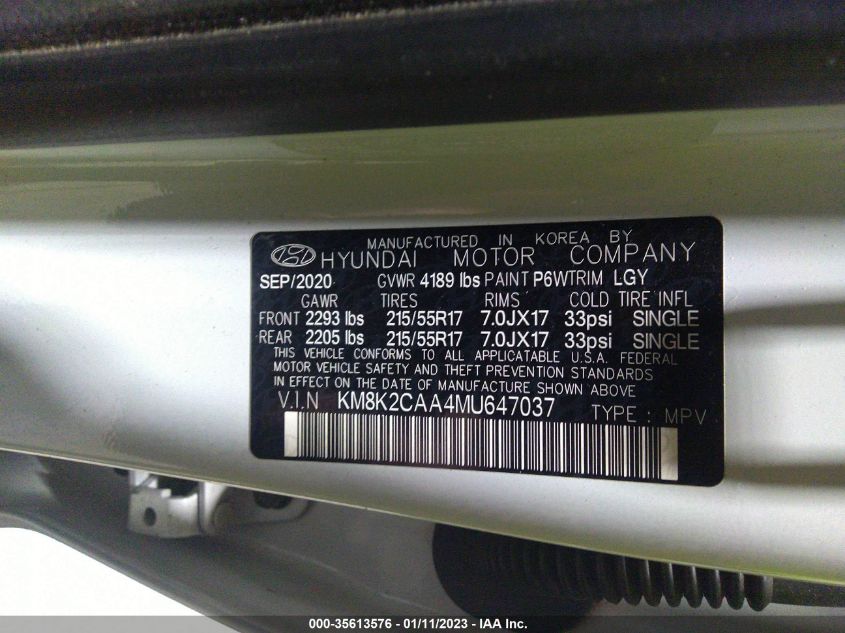 MANUFACTURED IN KOREA BY
HYUNDAI MOTOR COMPANY
SEP/2020 GVWR 4189 lbs PAINT P6WTRIM LGY
GAWR TIRES RIMS COLD TIRE INFL
FRONT 2293 lbs 215/55R17 7.0JX17 33psi SINGLE
REAR 2205 lbs 215/55R17 7.0JX17 33psi SINGLE
THIS VEHICLE CONFORMS TO ALL APPLICATABLE U.S.A. FEDERAL
MOTOR VEHICLE SAFETY AND THEFT PREVENTION STANDARDS
IN EFFECT ON THE DATE OF MANUFACTURE SHOWN ABOVE
V.I.N KM8K2CAA4MU647037 TYPE : MPV
000-35613576 - 01/11/2023 - IAA Inc.